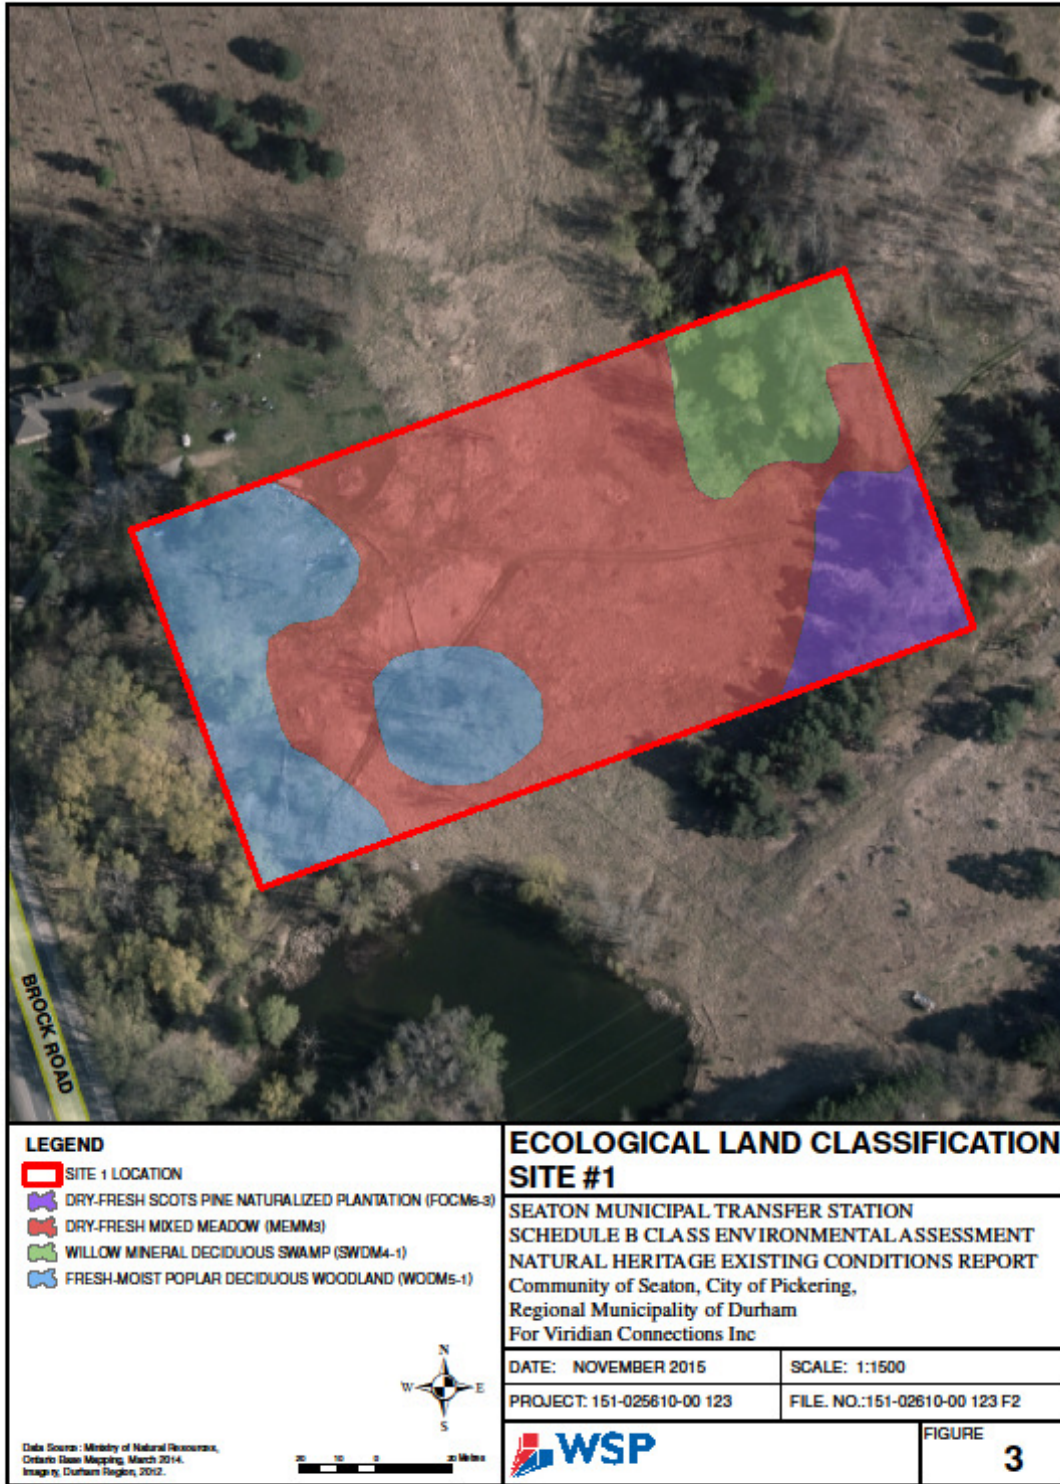 BROCK ROAD
LEGEND
SITE 1 LOCATION
DRY-FRESH SCOTS PINE NATURALIZED PLANTATION (FOCM6-3)
DRY-FRESH MIXED MEADOW (MEMM3)
WILLOW MINERAL DECIDUOUS SWAMP (SWDM4-1)
FRESH-MOIST POPLAR DECIDUOUS WOODLAND (WODM5-1)
N
W E
S
Data Source: Ministry of Natural Resources,
Ontario Base Mapping, March 2014.
Imagery, Durham Region, 2012.
20 10 0 20 Metres
ECOLOGICAL LAND CLASSIFICATION
SITE #1
SEATON MUNICIPAL TRANSFER STATION
SCHEDULE B CLASS ENVIRONMENTAL ASSESSMENT
NATURAL HERITAGE EXISTING CONDITIONS REPORT
Community of Seaton, City of Pickering,
Regional Municipality of Durham
For Viridian Connections Inc
DATE: NOVEMBER 2015
SCALE: 1:1500
PROJECT: 151-025610-00 123
FILE. NO.:151-02610-00 123 F2
WSP
FIGURE
3